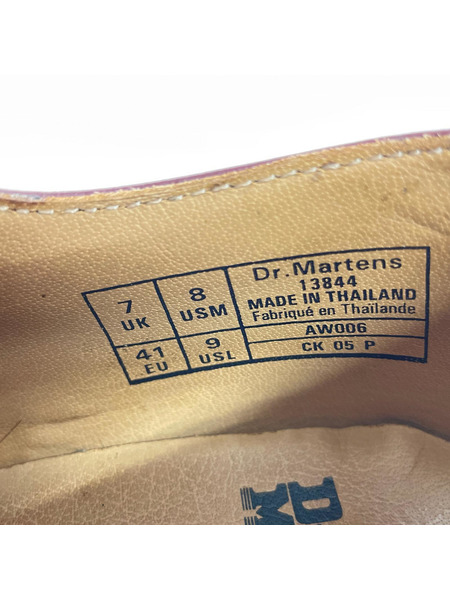 7
UK
8
USM
41
EU
9
USL
Dr.Martens
13844
MADE IN THAILAND
Fabriqué en Thaïlande
AW006
CK 05 P
D
M